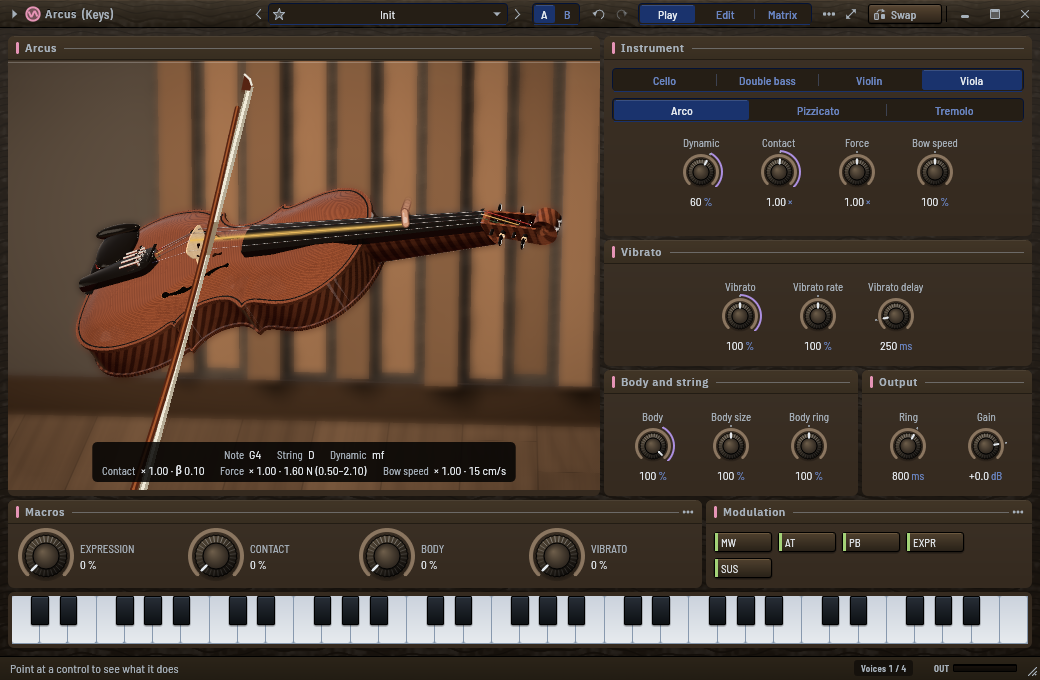 Arcus (Keys)
Init
A B
Play Edit Matrix
Swap
Arcus
Instrument
Cello Double bass Violin Viola
Arco Pizzicato Tremolo
Dynamic Contact Force Bow speed
60 % 1.00 × 1.00 × 100 %
Vibrato
Vibrato Vibrato rate Vibrato delay
100 % 100 % 250 ms
Body and string
Body Body size Body ring
100 % 100 % 100 %
Output
Ring Gain
800 ms +0.0 dB
Note G4 String D Dynamic mf
Contact × 1.00 · β 0.10 Force × 1.00 · 1.60 N (0.50–2.10) Bow speed × 1.00 · 15 cm/s
Macros
EXPRESSION
0 %
CONTACT
0 %
BODY
0 %
VIBRATO
0 %
Modulation
MW AT PB EXPR
SUS
Point at a control to see what it does
Voices 1 / 4 OUT